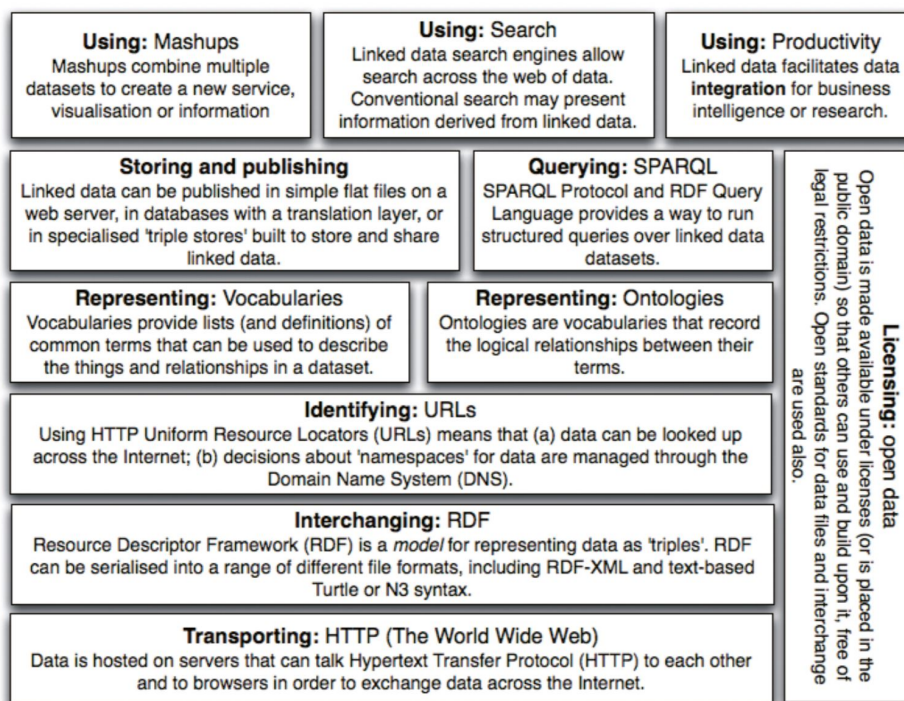 Using: Mashups
Mashups combine multiple
datasets to create a new service,
visualisation or information
Using: Search
Linked data search engines allow
search across the web of data.
Conventional search may present
information derived from linked data.
Using: Productivity
Linked data facilitates data
integration for business
intelligence or research.
Storing and publishing
Linked data can be published in simple flat files on a
web server, in databases with a translation layer, or
in specialised 'triple stores' built to store and share
linked data.
Querying: SPARQL
SPARQL Protocol and RDF Query
Language provides a way to run
structured queries over linked data
datasets.
Representing: Vocabularies
Vocabularies provide lists (and definitions) of
common terms that can be used to describe
the things and relationships in a dataset.
Representing: Ontologies
Ontologies are vocabularies that record
the logical relationships between their
terms.
Identifying: URLs
Using HTTP Uniform Resource Locators (URLs) means that (a) data can be looked up
across the Internet; (b) decisions about 'namespaces' for data are managed through the
Domain Name System (DNS).
Interchanging: RDF
Resource Descriptor Framework (RDF) is a model for representing data as 'triples'. RDF
can be serialised into a range of different file formats, including RDF-XML and text-based
Turtle or N3 syntax.
Transporting: HTTP (The World Wide Web)
Data is hosted on servers that can talk Hypertext Transfer Protocol (HTTP) to each other
and to browsers in order to exchange data across the Internet.
Licensing: open data
Open data is made available under licenses (or is placed in the
public domain) so that others can use and build upon it, free of
legal restrictions. Open standards for data files and interchange
are used also.